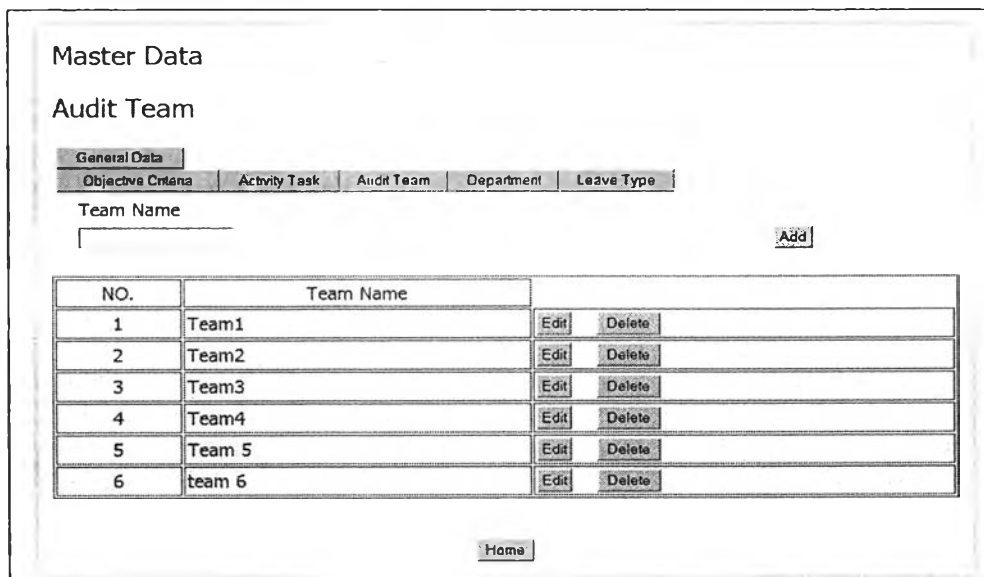 Master Data
Audit Team
General Data
Objective Criteria Activity Task Audit Team Department Leave Type
Team Name
Add
NO. Team Name
1 Team1 Edit Delete
2 Team2 Edit Delete
3 Team3 Edit Delete
4 Team4 Edit Delete
5 Team 5 Edit Delete
6 team 6 Edit Delete
Home